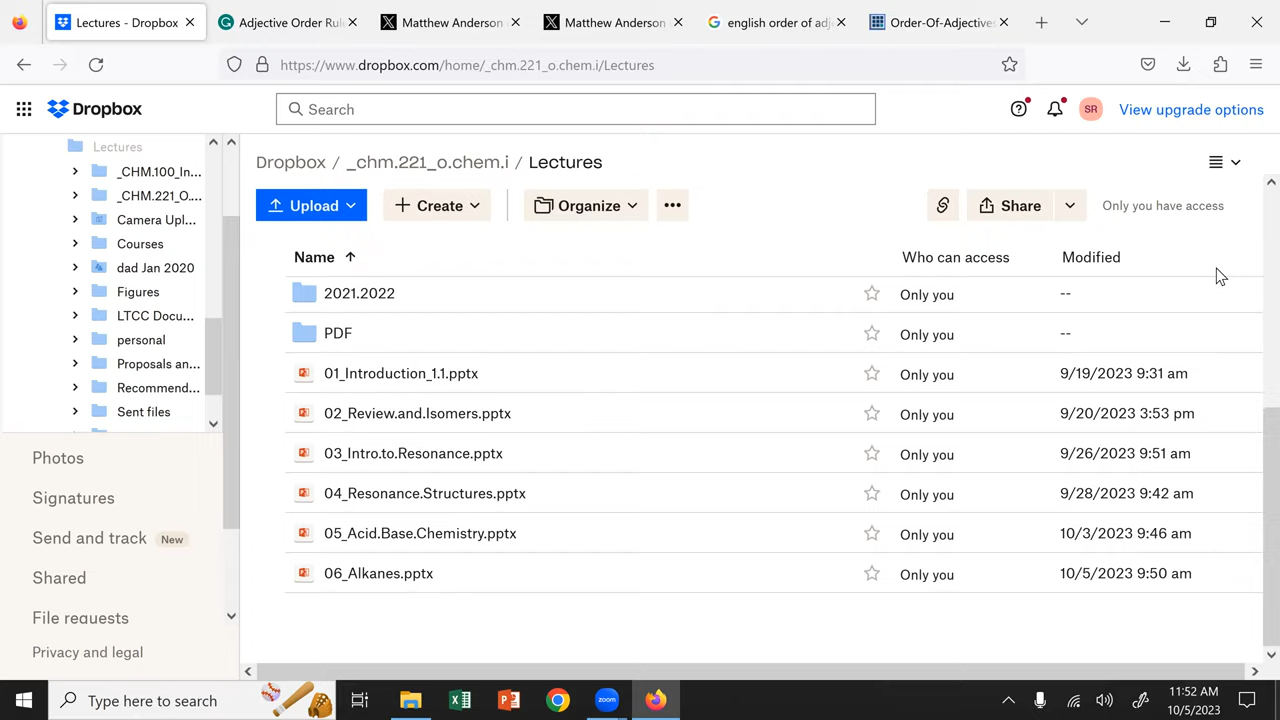 Lectures - Dropbox
Adjective Order Rul
Matthew Anderson
Matthew Anderson
english order of adj
Order-Of-Adjectives
https://www.dropbox.com/home/_chm.221_o.chem.i/Lectures
Dropbox
Search
SR
View upgrade options
Lectures
_CHM.100_In...
_CHM.221_O....
Camera Upl...
Courses
dad Jan 2020
Figures
LTCC Docu...
personal
Proposals an...
Recommend...
Sent files
Photos
Signatures
Send and track New
Shared
File requests
Privacy and legal
Dropbox / _chm.221_o.chem.i / Lectures
Upload
Create
Organize
Share
Only you have access
Name Who can access Modified
2021.2022 Only you --
PDF Only you --
01_Introduction_1.1.pptx Only you 9/19/2023 9:31 am
02_Review.and.Isomers.pptx Only you 9/20/2023 3:53 pm
03_Intro.to.Resonance.pptx Only you 9/26/2023 9:51 am
04_Resonance.Structures.pptx Only you 9/28/2023 9:42 am
05_Acid.Base.Chemistry.pptx Only you 10/3/2023 9:46 am
06_Alkanes.pptx Only you 10/5/2023 9:50 am
Type here to search
zoom
11:52 AM
10/5/2023